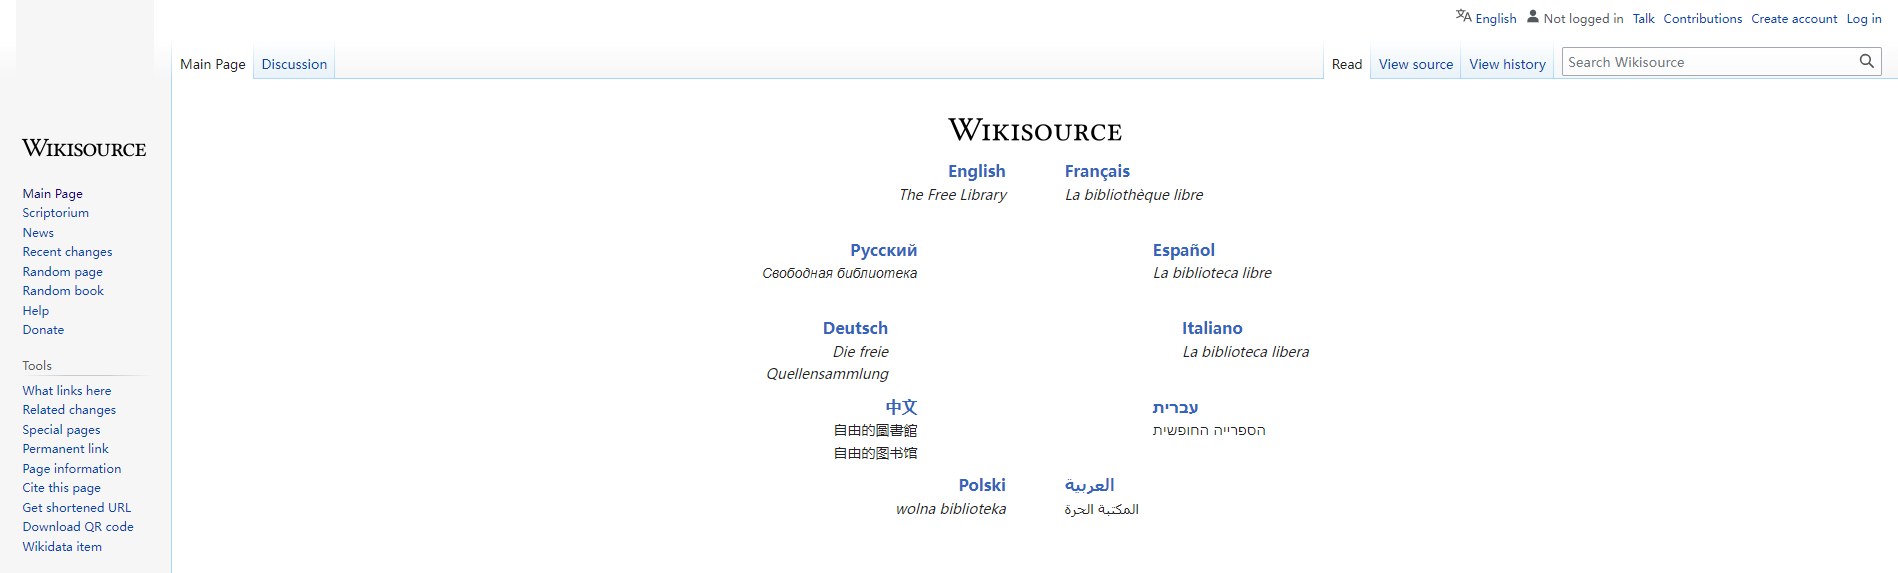 English Not logged in Talk Contributions Create account Log in
Main Page Discussion Read View source View history Search Wikisource
WIKISOURCE
Main Page
Scriptorium
News
Recent changes
Random page
Random book
Help
Donate
Tools
What links here
Related changes
Special pages
Permanent link
Page information
Cite this page
Get shortened URL
Download QR code
Wikidata item
WIKISOURCE
English
The Free Library
Français
La bibliothèque libre
Русский
Свободная библиотека
Español
La biblioteca libre
Deutsch
Die freie
Quellensammlung
Italiano
La biblioteca libera
中文
自由的圖書館
自由的图书馆
עברית
הספרייה החופשית
Polski
wolna biblioteka
العربية
المكتبة الحرة